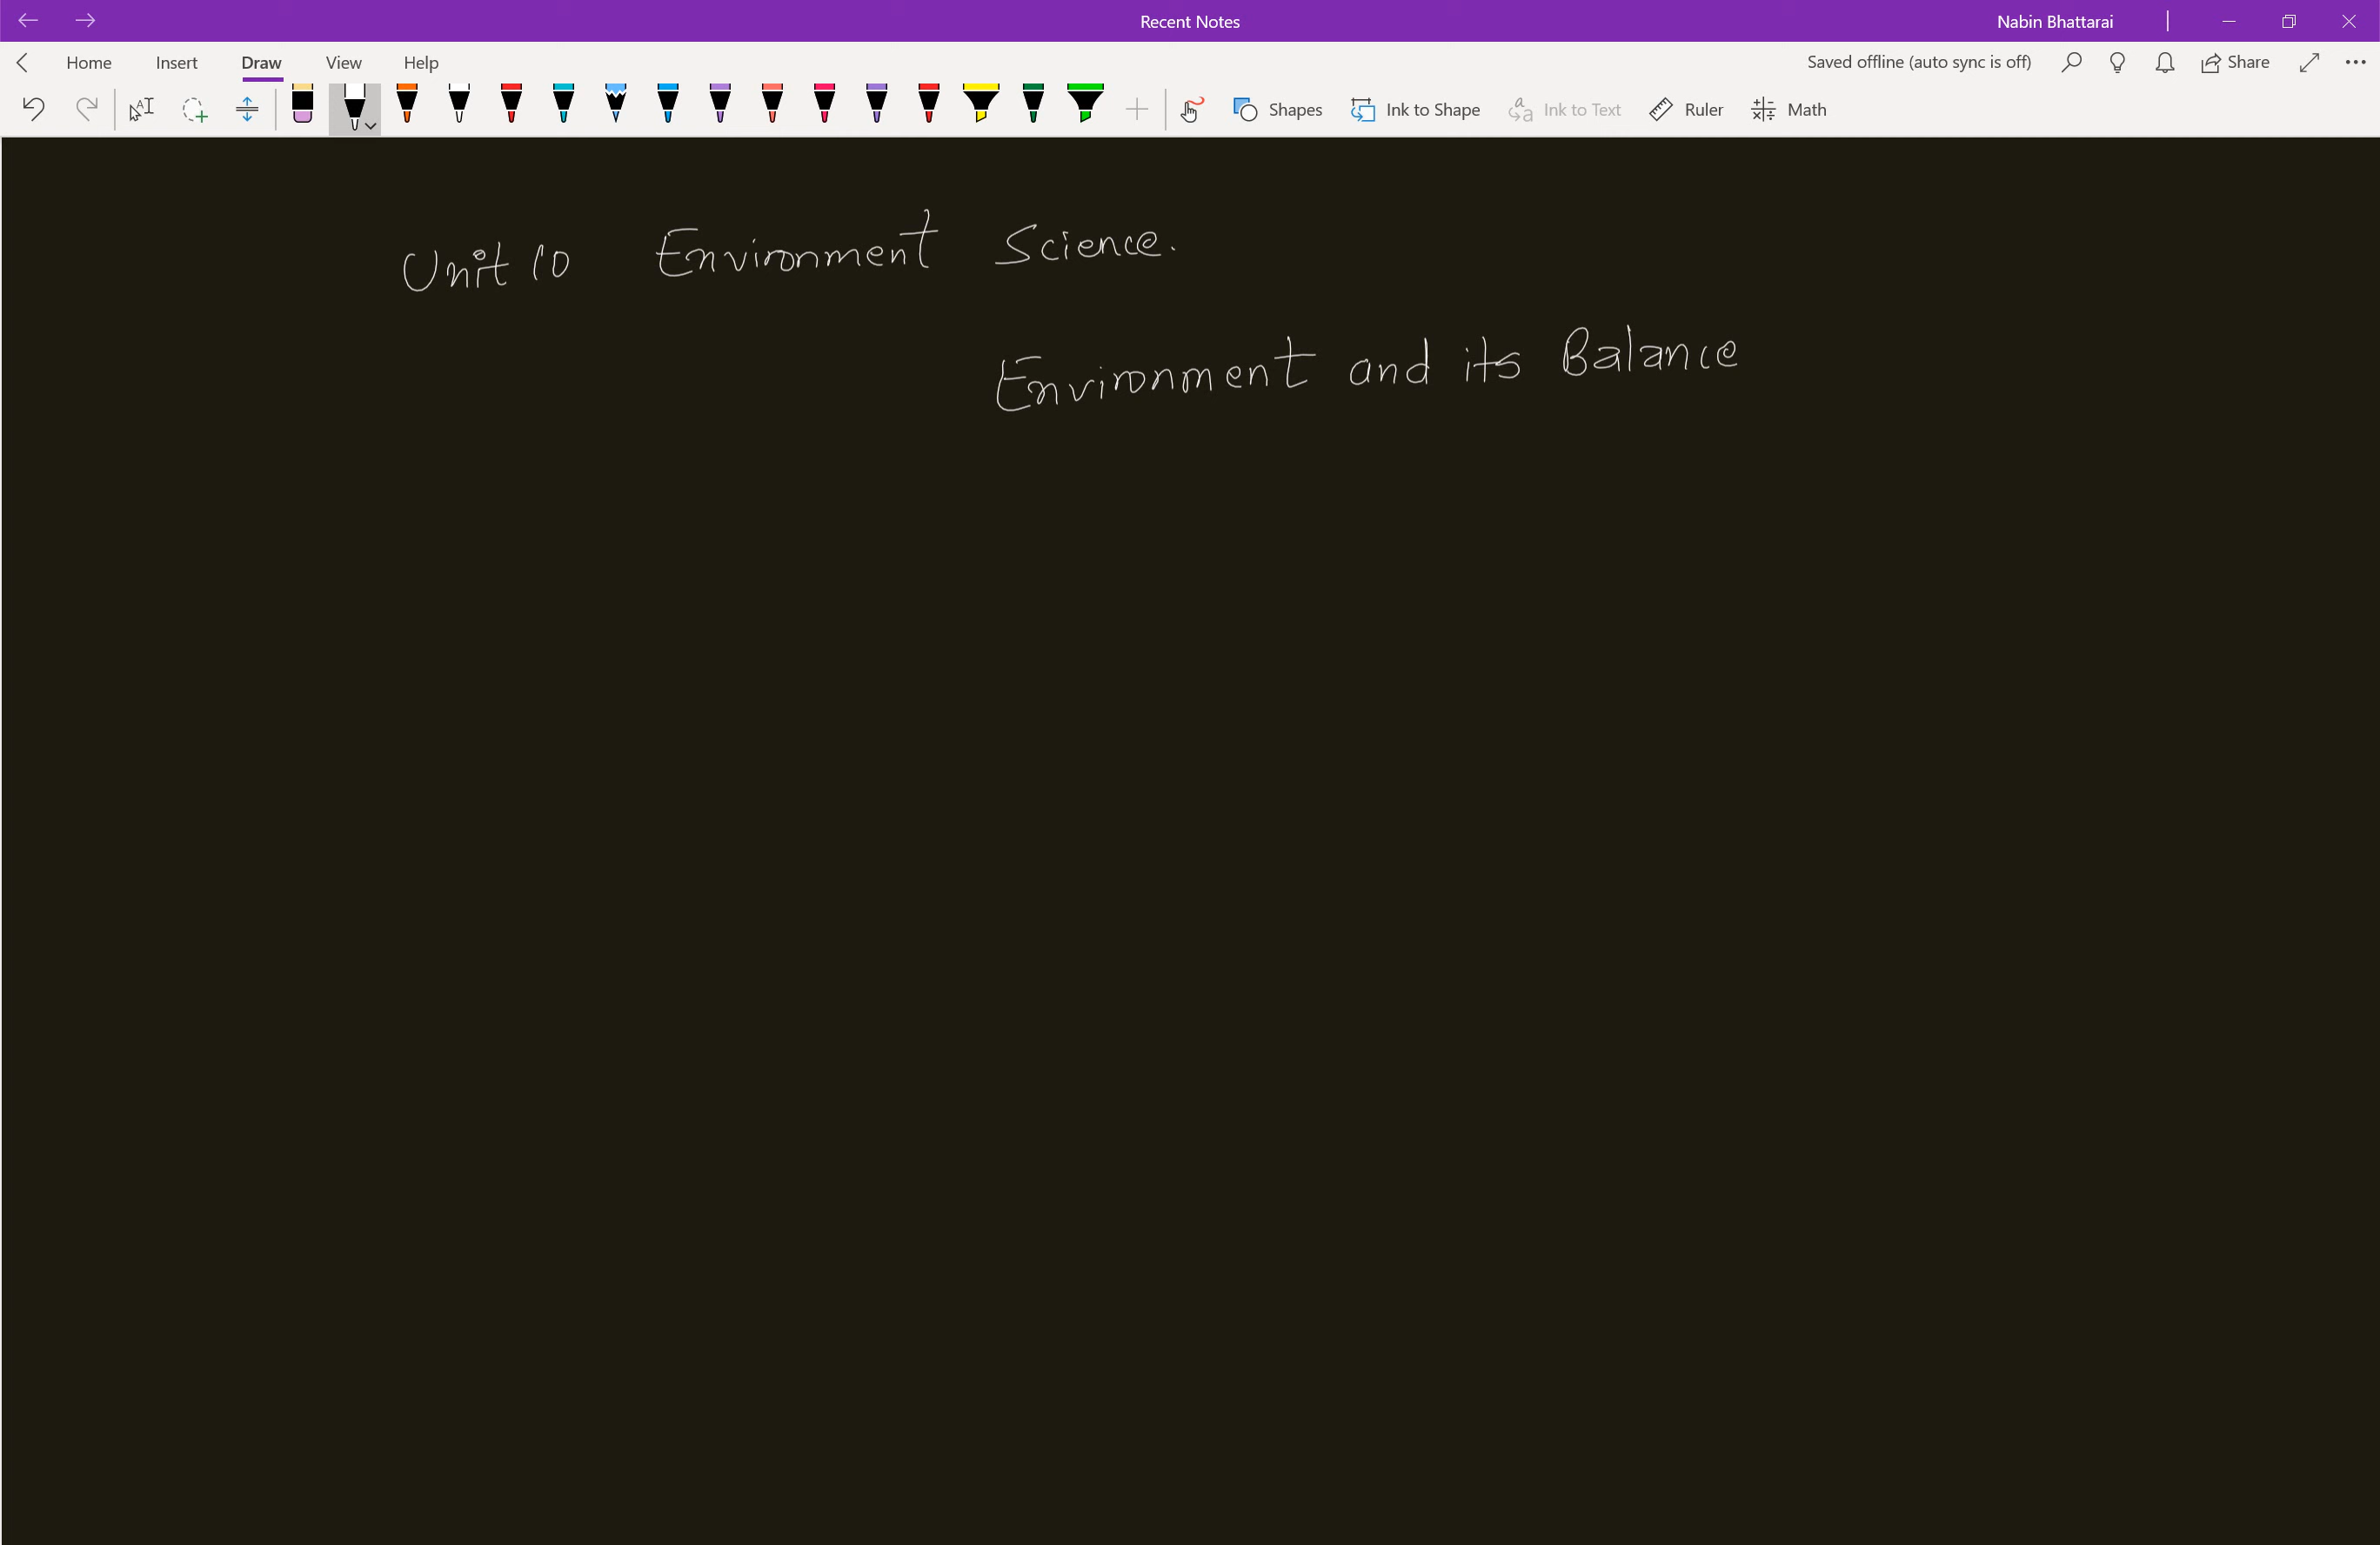 Recent Notes
Nabin Bhattarai
Home Insert Draw View Help
Saved offline (auto sync is off) Share
Shapes Ink to Shape Ink to Text Ruler Math
Unit 10 Environment Science.
Environment and its Balance